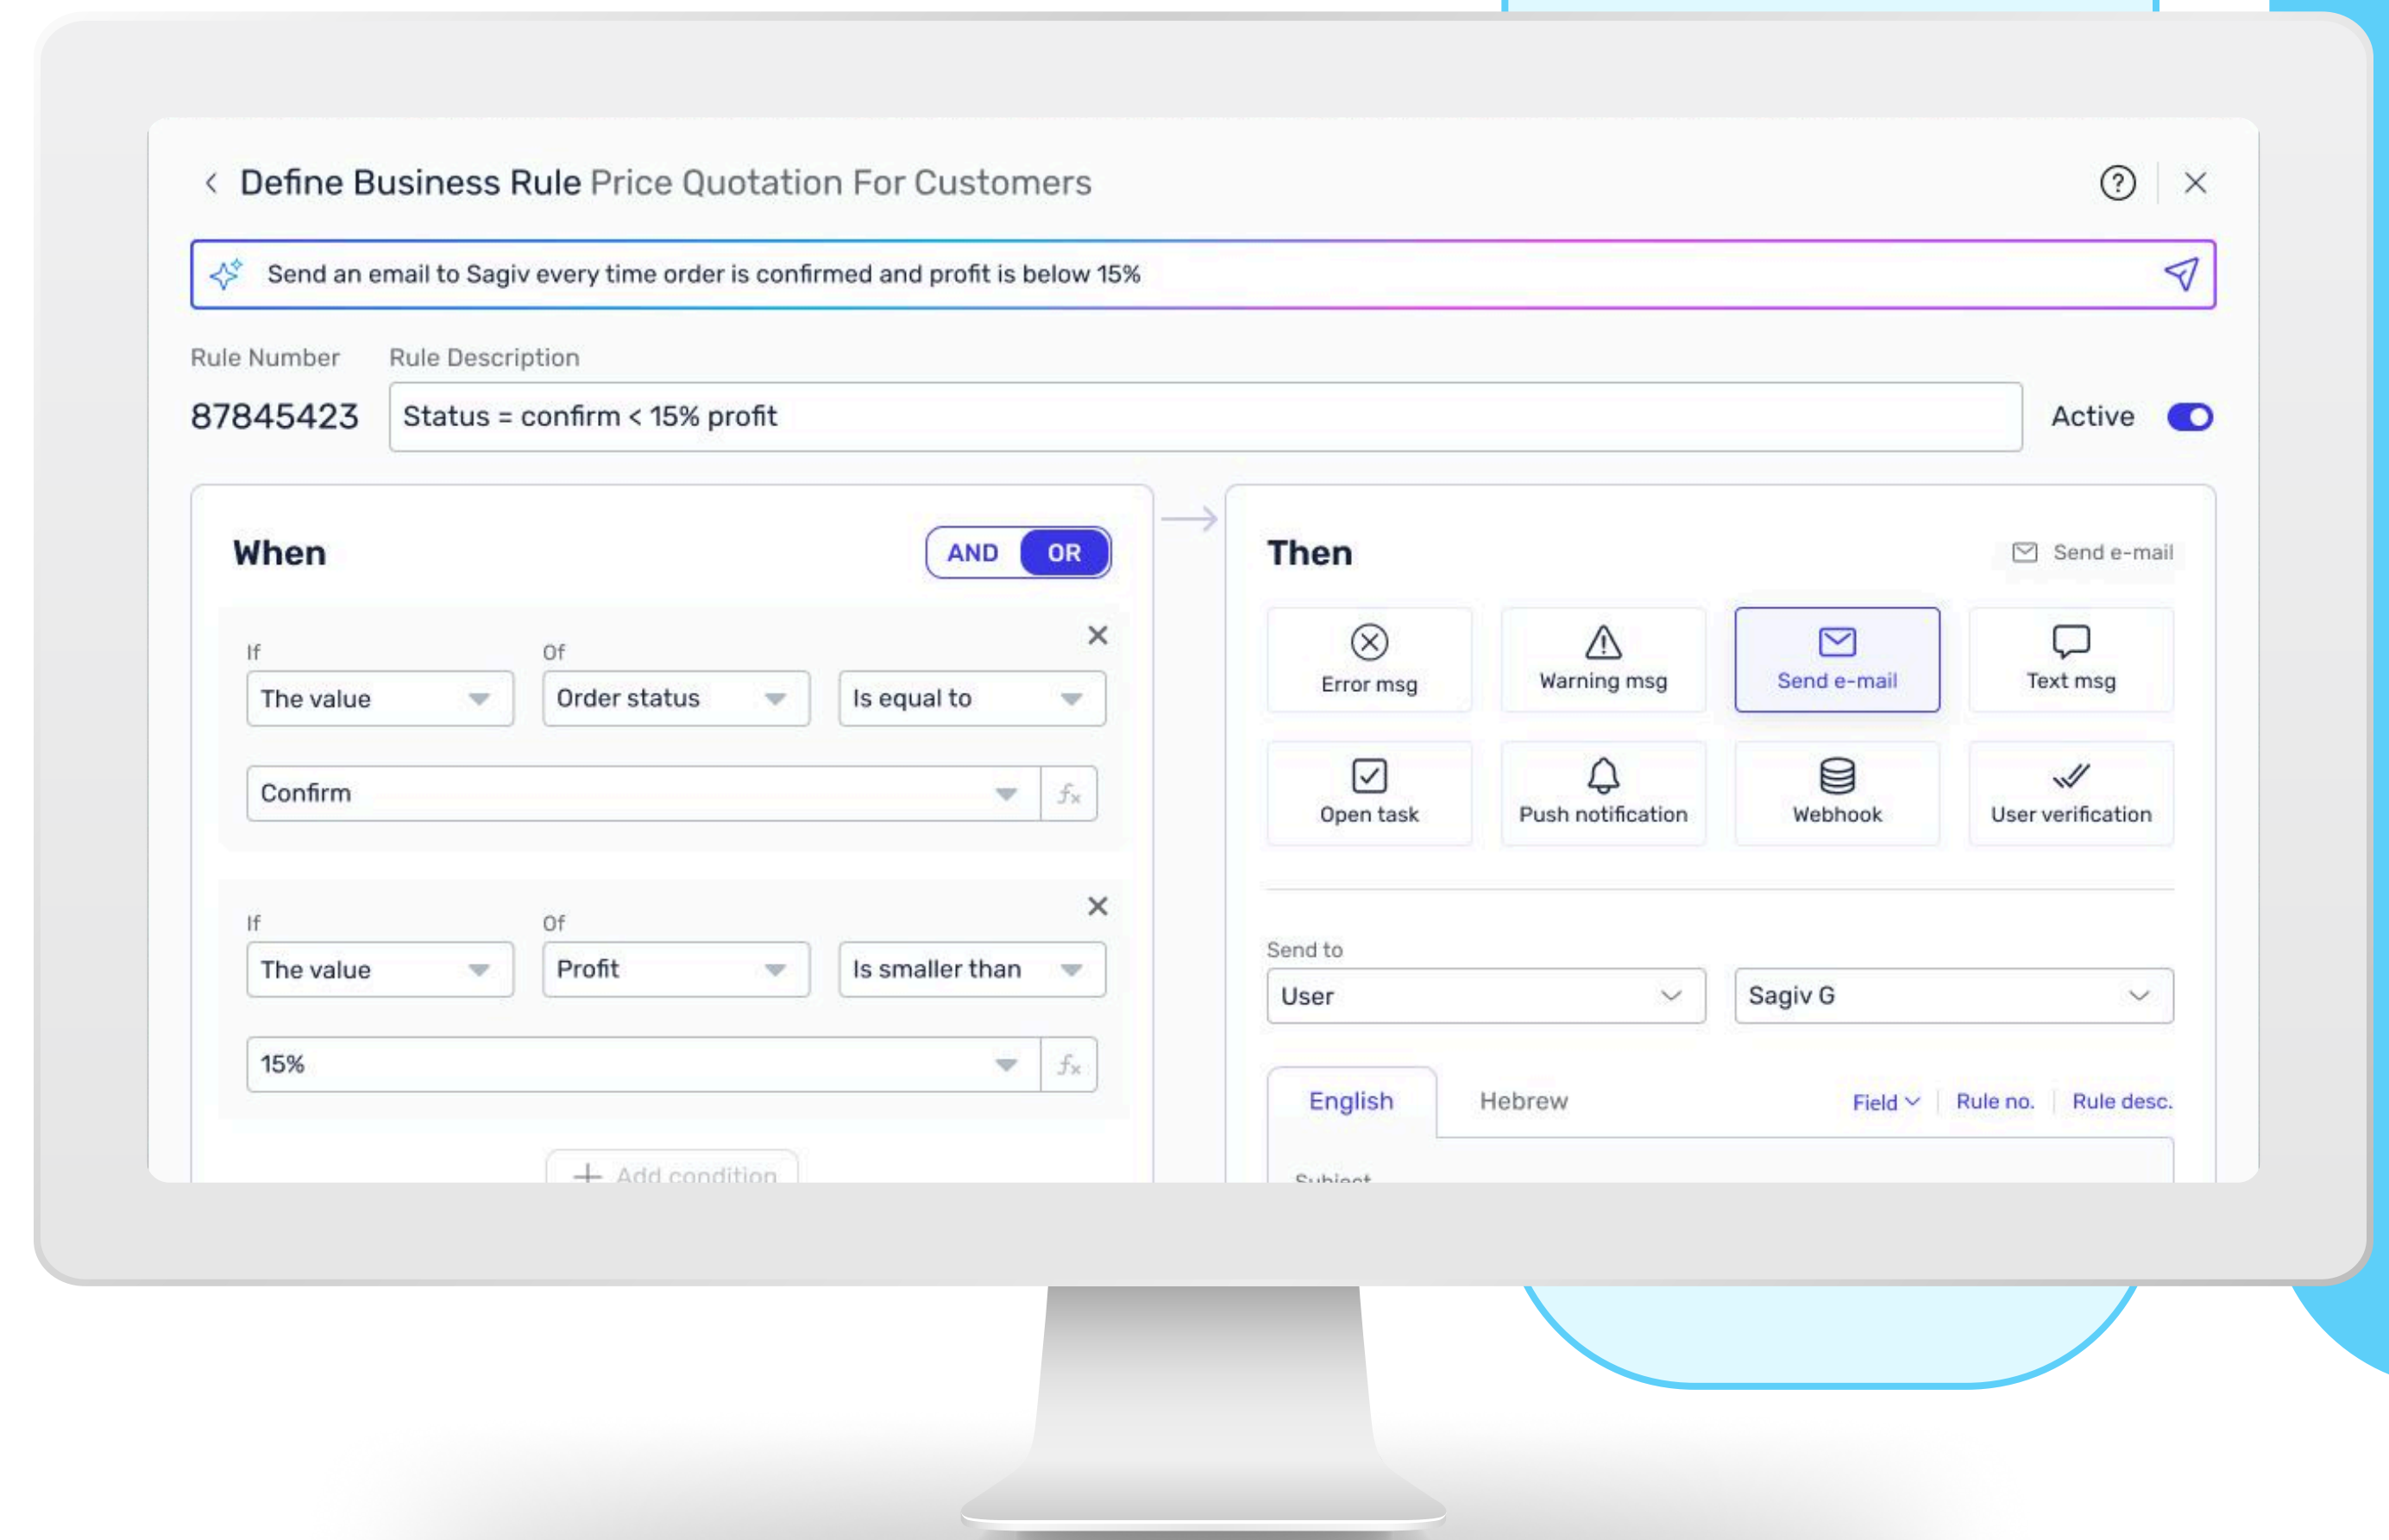 Define Business Rule Price Quotation For Customers
Send an email to Sagiv every time order is confirmed and profit is below 15%
Rule Number Rule Description
87845423 Status = confirm < 15% profit Active
When AND OR
If Of
The value Order status Is equal to
Confirm fx
If Of
The value Profit Is smaller than
15% fx
Add condition
Then Send e-mail
Error msg Warning msg Send e-mail Text msg
Open task Push notification Webhook User verification
Send to
User Sagiv G
English Hebrew Field Rule no. Rule desc.
Subject